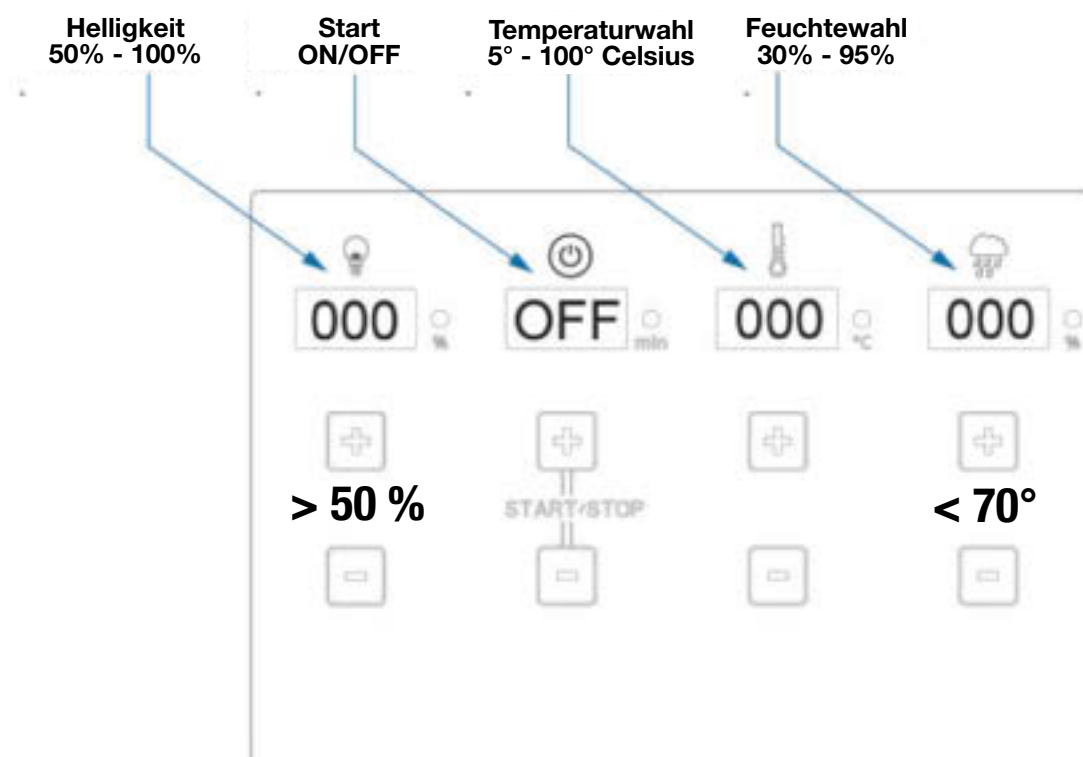 Helligkeit
50% - 100%
Start
ON/OFF
Temperaturwahl
5° - 100° Celsius
Feuchtewahl
30% - 95%
000
%
OFF
min
000
°C
000
%
> 50 %
START/STOP
< 70°